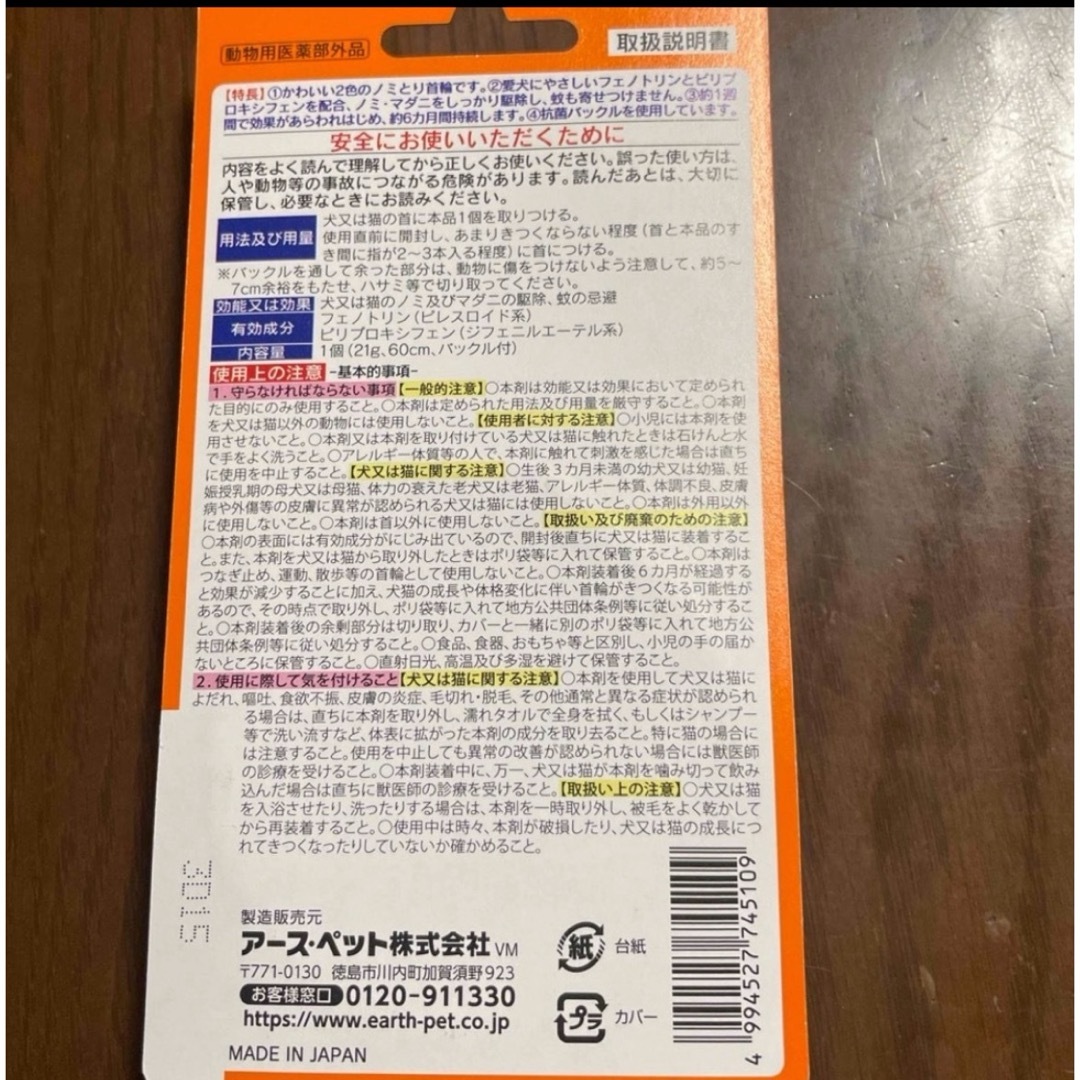 動物用医薬部外品
取扱説明書
【特長】①かわいい2色のノミとり首輪です。②愛犬にやさしいフェノトリンとピリプ
ロキシフェンを配合、ノミ・マダニをしっかり駆除し、蚊も寄せつけません。③約1週
間で効果があらわれはじめ、約6カ月間持続します。④抗菌バックルを使用しています。
安全にお使いいただくために
内容をよく読んで理解してから正しくお使いください。誤った使い方は、
人や動物等の事故につながる危険があります。読んだあとは、大切に
保管し、必要なときにお読みください。
用法及び用量
犬又は猫の首に本品1個を取りつける。
使用直前に開封し、あまりきつくならない程度(首と本品のす
き間に指が2〜3本入る程度)に首につける。
※バックルを通して余った部分は、動物に傷をつけないよう注意して、約5〜
7cm余裕をもたせ、ハサミ等で切り取ってください。
効能又は効果 犬又は猫のノミ及びマダニの駆除、蚊の忌避
有効成分 フェノトリン(ピレスロイド系)
ピリプロキシフェン(ジフェニルエーテル系)
内容量 1個(21g、60cm、バックル付)
使用上の注意 -基本的事項-
1.守らなければならない事項【一般的注意】○本剤は効能又は効果において定められ
た目的にのみ使用すること。○本剤は定められた用法及び用量を厳守すること。○本剤
を犬又は猫以外の動物には使用しないこと。【使用者に対する注意】○小児には本剤を使
用させないこと。○本剤又は本剤を取り付けている犬又は猫に触れたときは石けんと水
で手をよく洗うこと。○アレルギー体質等の人で、本剤に触れて刺激を感じた場合は直ち
に使用を中止すること。【犬又は猫に関する注意】○生後3カ月未満の幼犬又は幼猫、妊
娠授乳期の母犬又は母猫、体力の衰えた老犬又は老猫、アレルギー体質、体調不良、皮膚
病や外傷等の皮膚に異常が認められる犬又は猫には使用しないこと。○本剤は外用以外
に使用しないこと。○本剤は首以外に使用しないこと。【取扱い及び廃棄のための注意】
○本剤の表面には有効成分がにじみ出ているので、開封後直ちに犬又は猫に装着するこ
と。また、本剤を犬又は猫から取り外したときはポリ袋等に入れて保管すること。○本剤は
つなぎ止め、運動、散歩等の首輪として使用しないこと。○本剤装着後6カ月が経過する
と効果が減少することに加え、犬猫の成長や体格変化に伴い首輪がきつくなる可能性が
あるので、その時点で取り外し、ポリ袋等に入れて地方公共団体条例等に従い処分するこ
と。○本剤装着後の余剰部分は切り取り、カバーと一緒に別のポリ袋等に入れて地方公
共団体条例等に従い処分すること。○食品、食器、おもちゃ等と区別し、小児の手の届か
ないところに保管すること。○直射日光、高温及び多湿を避けて保管すること。
2.使用に際して気を付けること【犬又は猫に関する注意】○本剤を使用して犬又は猫に
よだれ、嘔吐、食欲不振、皮膚の炎症、毛切れ・脱毛、その他通常と異なる症状が認められ
る場合は、直ちに本剤を取り外し、濡れタオルで全身を拭く、もしくはシャンプー
等で洗い流すなど、体表に拡がった本剤の成分を取り去ること。特に猫の場合に
は注意すること。使用を中止しても異常の改善が認められない場合には獣医師
の診療を受けること。○本剤装着中に、万一、犬又は猫が本剤を噛み切って飲み
込んだ場合は直ちに獣医師の診療を受けること。【取扱い上の注意】○犬又は猫
を入浴させたり、洗ったりする場合は、本剤を一時取り外し、被毛をよく乾かして
から再装着すること。○使用中は時々、本剤が破損したり、犬又は猫の成長につ
れてきつくなったりしていないか確かめること。
3D15
製造販売元
アース・ペット株式会社 VM
〒771-0130 徳島市川内町加賀須野923
お客様窓口 0120-911330
https://www.earth-pet.co.jp
MADE IN JAPAN
紙 台紙
プラ カバー
4 994527 745109